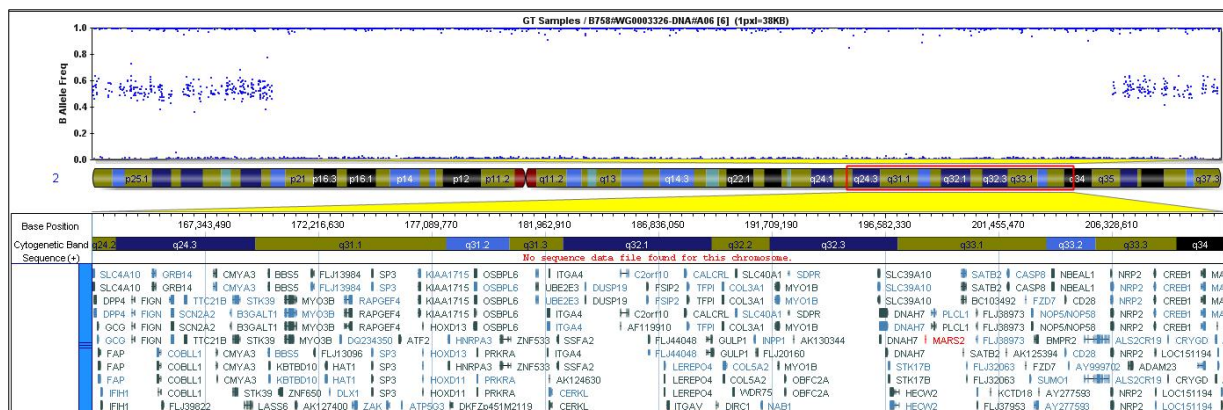 GT Samples / B758#WG0003326-DNA#A06 [6] (1pxl=38KB)
B Allele Freq
1.0
0.8
0.6
0.4
0.2
0.0
2 p25.1 p21 p16.3 p16.1 p14 p12 p11.2 q11.2 q13 q14.3 q22.1 q24.1 q24.3 q31.1 q32.1 q32.3 q33.1 q34 q35 q37.3
Base Position 167,343,490 172,216,630 177,089,770 181,962,910 186,836,050 191,709,190 196,582,330 201,455,470 206,328,610
Cytogenetic Band q24.2 q24.3 q31.1 q31.2 q31.3 q32.1 q32.2 q32.3 q33.1 q33.2 q33.3 q34
Sequence (+) No sequence data file found for this chromosome.
SLC4A10 GRB14 CMYA3 BBS5 FLJ13984 SP3 KIAA1715 OSBPL6 ITGA4 C2orf10 CALCRL SLC40A1 SDPR SLC39A10 SATB2 CASP8 NBEAL1 NRP2 CREB1 MA
SLC4A10 GRB14 CMYA3 BBS5 FLJ13984 SP3 KIAA1715 OSBPL6 UBE2E3 DUSP19 FSIP2 TFPI COL3A1 MYO1B SLC39A10 SATB2 CASP8 NBEAL1 NRP2 CREB1 MA
DPP4 FIGN TTC21B STK39 MYO3B RAPGEF4 KIAA1715 OSBPL6 UBE2E3 DUSP19 FSIP2 TFPI COL3A1 MYO1B SLC39A10 BC103492 FZD7 CD28 NRP2 CREB1 MA
DPP4 FIGN SCN2A2 B3GALT1 MYO3B RAPGEF4 KIAA1715 OSBPL6 ITGA4 C2orf10 CALCRL SLC40A1 SDPR DNAH7 PLCL1 FLJ38973 NOP5/NOP58 NRP2 CREB1 MA
GCG FIGN SCN2A2 B3GALT1 MYO3B RAPGEF4 HOXD13 OSBPL6 ITGA4 AF119910 TFPI COL3A1 MYO1B DNAH7 PLCL1 FLJ38973 NOP5/NOP58 NRP2 CREB1 MA
GCG FIGN TTC21B STK39 MYO3B DQ234350 ATF2 HNRPA3 ZNF533 SSFA2 FLJ44048 GULP1 INPP1 AK130344 DNAH7 MARS2 FLJ38973 BMPR2 ALS2CR19 CRYGD MA
FAP COBLL1 CMYA3 BBS5 FLJ13096 SP3 HOXD13 PRKRA ITGA4 FLJ44048 GULP1 FLJ20160 DNAH7 SATB2 AK125394 CD28 NRP2 LOC151194 MA
FAP COBLL1 CMYA3 KBTBD10 HAT1 SP3 HNRPA3 ZNF533 SSFA2 LEREPO4 COL5A2 MYO1B STK17B FLJ32063 FZD7 AY999702 ADAM23 CREB1 MA
FAP COBLL1 CMYA3 KBTBD10 HAT1 SP3 HOXD11 PRKRA AK124630 LEREPO4 COL5A2 OBFC2A STK17B FLJ32063 SUMO1 ALS2CR19 CRYGD MA
IFIH1 COBLL1 STK39 ZNF650 DLX1 SP3 HOXD11 PRKRA CERKL LEREPO4 WDR75 OBFC2A HECW2 FLJ32063 KCTD18 AY277593 NRP2 LOC151194 MA
IFIH1 FLJ39822 LASS6 AK127400 ZAK ATP5G3 DKFZp451M2119 CERKL ITGAV DIRC1 NAB1 HECW2 FLJ37953 AY277593 NRP2 LOC151194 MA